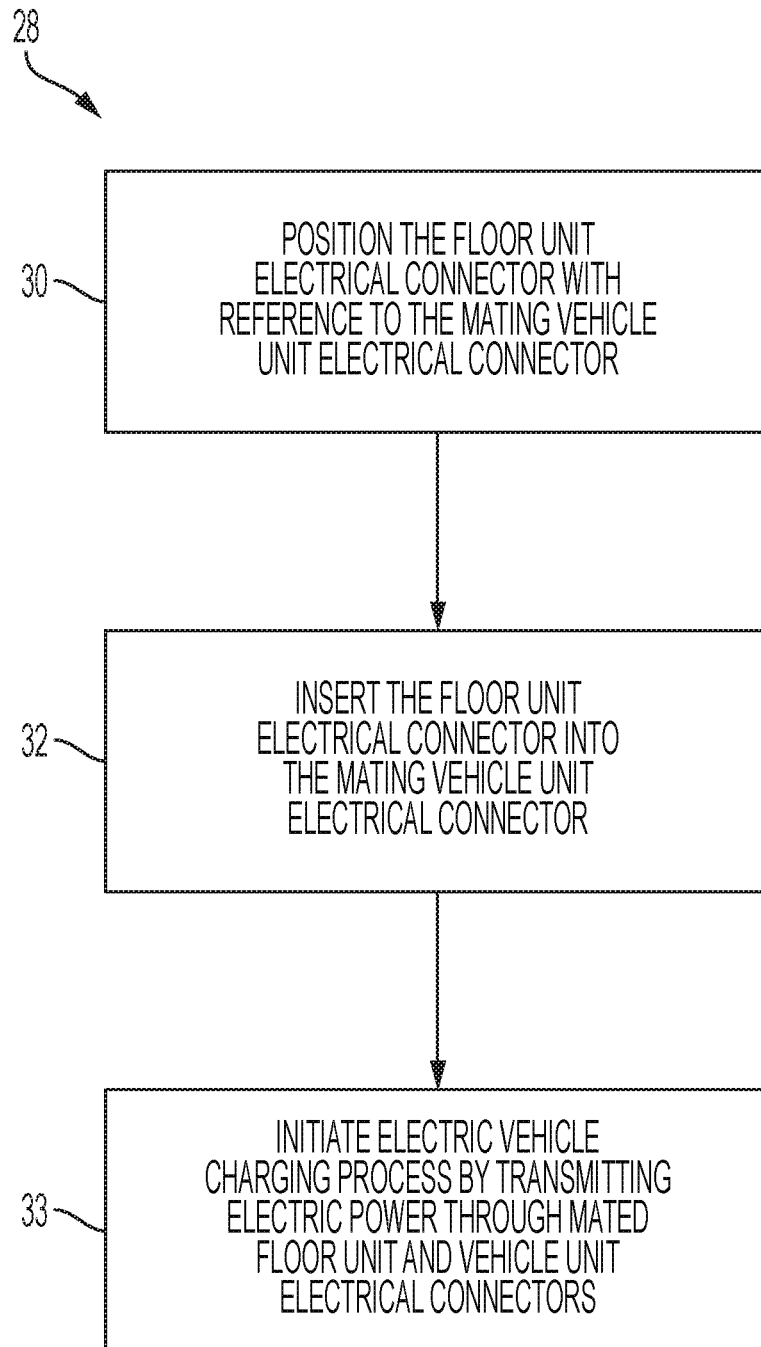 28
30
POSITION THE FLOOR UNIT
ELECTRICAL CONNECTOR WITH
REFERENCE TO THE MATING VEHICLE
UNIT ELECTRICAL CONNECTOR
32
INSERT THE FLOOR UNIT
ELECTRICAL CONNECTOR INTO
THE MATING VEHICLE UNIT
ELECTRICAL CONNECTOR
33
INITIATE ELECTRIC VEHICLE
CHARGING PROCESS BY TRANSMITTING
ELECTRIC POWER THROUGH MATED
FLOOR UNIT AND VEHICLE UNIT
ELECTRICAL CONNECTORS